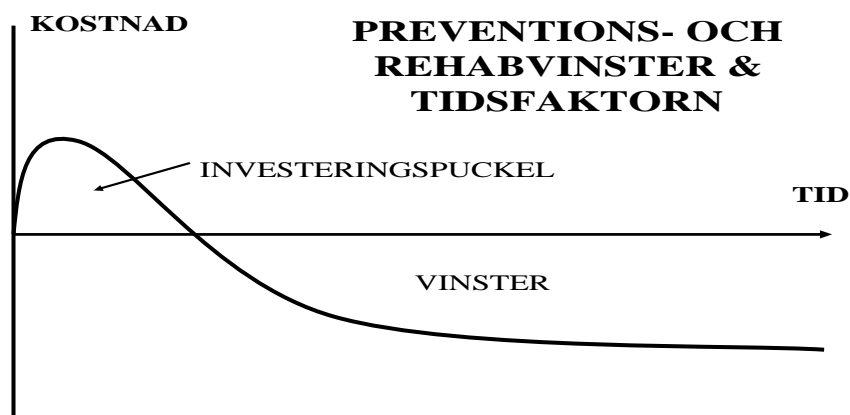 KOSTNAD
PREVENTIONS- OCH
REHABVINSTER &
TIDSFAKTORN
INVESTERINGSPUCKEL
TID
VINSTER